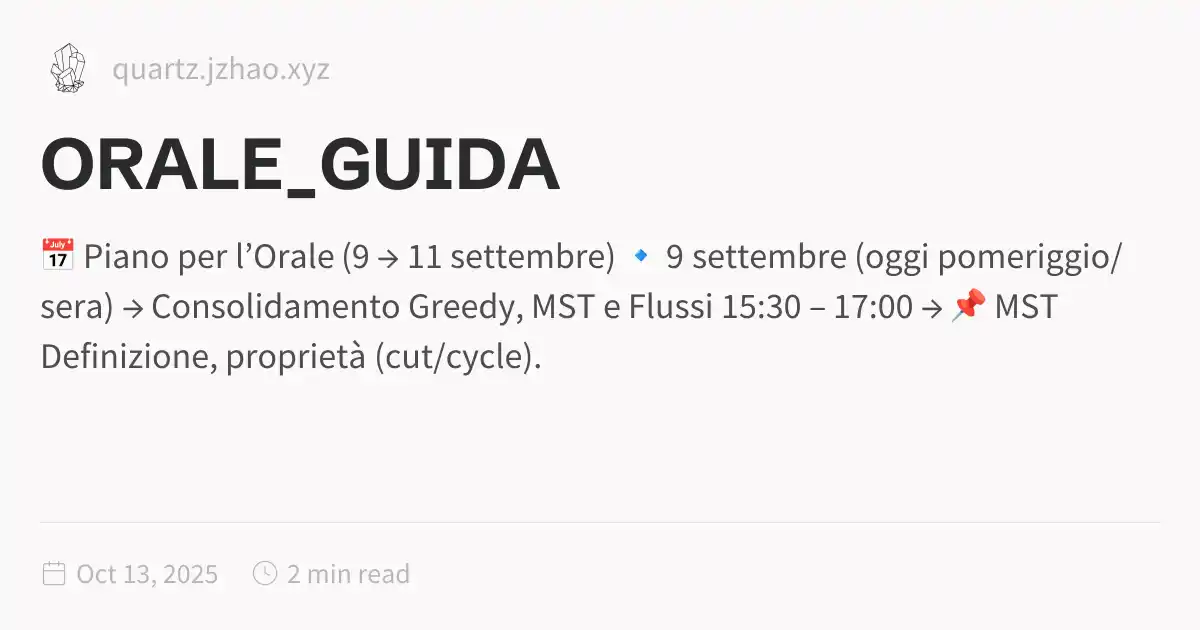 quartz.jzhao.xyz
ORALE_GUIDA
📅 Piano per l’Orale (9 → 11 settembre) 🔹 9 settembre (oggi pomeriggio/
sera) → Consolidamento Greedy, MST e Flussi 15:30 – 17:00 → 📌 MST
Definizione, proprietà (cut/cycle).
Oct 13, 2025 2 min read